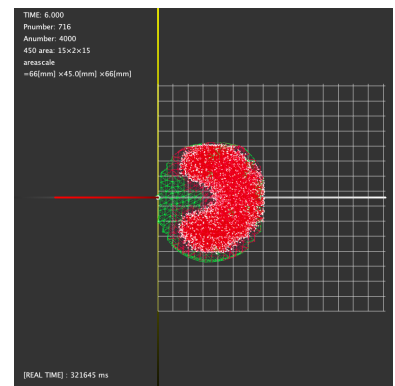 TIME: 6.000
Pnumber: 716
Anumber: 4000
450 area: 15×2×15
areascale
=66[mm] ×45.0[mm] ×66[mm]
[REAL TIME] : 321645 ms